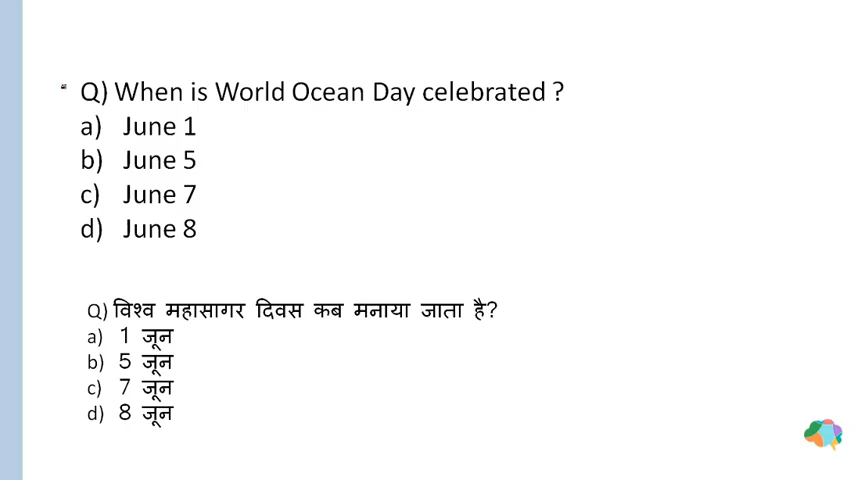 Q) When is World Ocean Day celebrated ?
a) June 1
b) June 5
c) June 7
d) June 8
Q) विश्व महासागर दिवस कब मनाया जाता है?
a) 1 जून
b) 5 जून
c) 7 जून
d) 8 जून